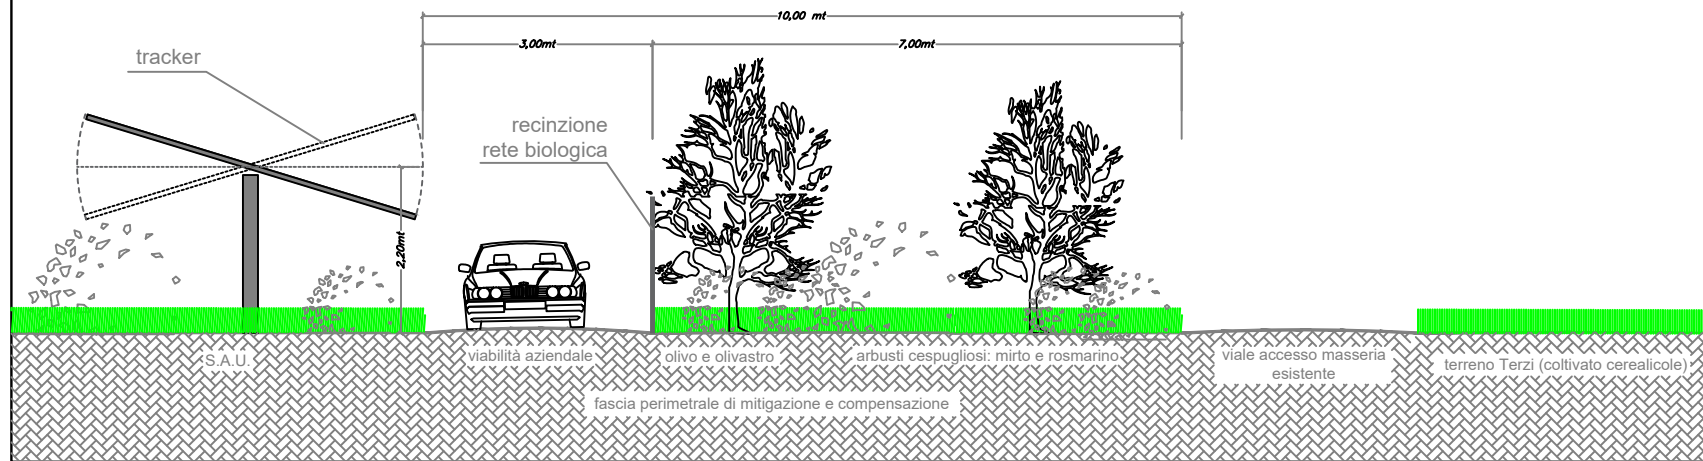 10,00 mt
3,00mt
7,00mt
tracker
recinzione
rete biologica
2,20mt
S.A.U.
viabilità aziendale
olivo e olivastro
arbusti cespugliosi: mirto e rosmarino
viale accesso masseria
esistente
terreno Terzi (coltivato cerealicole)
fascia perimetrale di mitigazione e compensazione